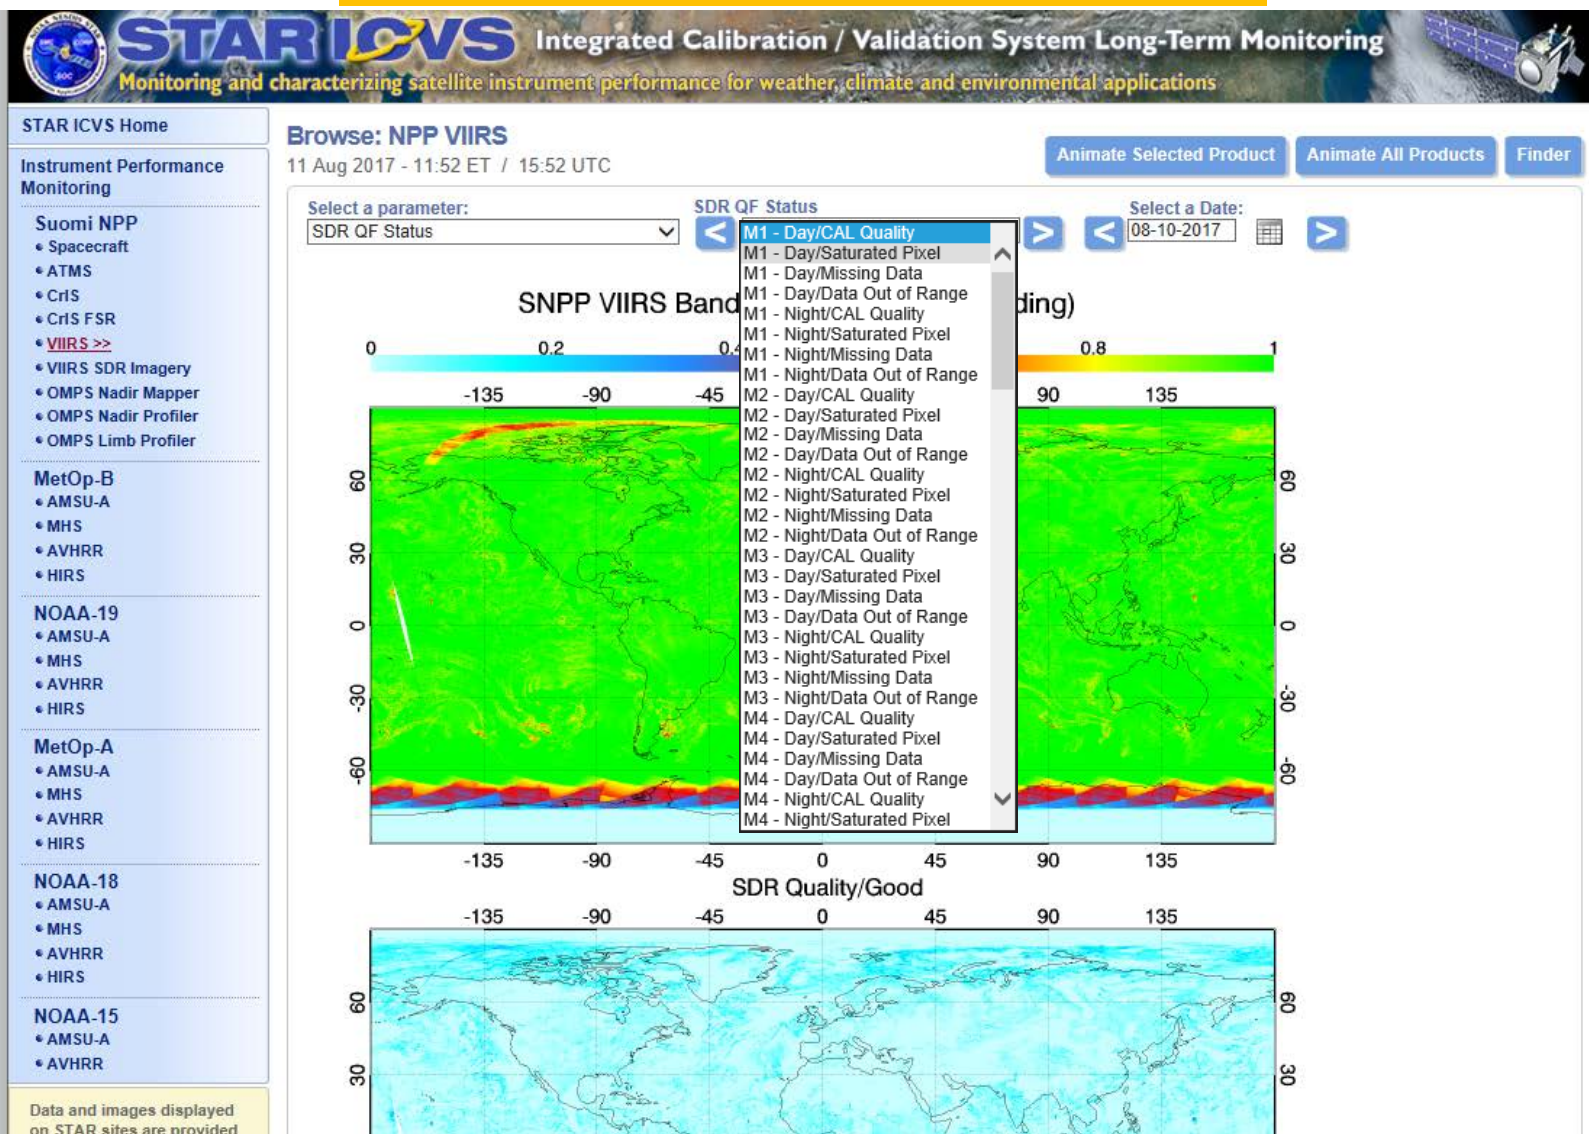 STAR ICVS Integrated Calibration / Validation System Long-Term Monitoring
Monitoring and characterizing satellite instrument performance for weather, climate and environmental applications
STAR ICVS Home
Instrument Performance
Monitoring
Suomi NPP
Spacecraft
ATMS
CrIS
CrIS FSR
VIIRS >>
VIIRS SDR Imagery
OMPS Nadir Mapper
OMPS Nadir Profiler
OMPS Limb Profiler
MetOp-B
AMSU-A
MHS
AVHRR
HIRS
NOAA-19
AMSU-A
MHS
AVHRR
HIRS
MetOp-A
AMSU-A
MHS
AVHRR
HIRS
NOAA-18
AMSU-A
MHS
AVHRR
HIRS
NOAA-15
AMSU-A
AVHRR
Data and images displayed
on STAR sites are provided
Browse: NPP VIIRS
11 Aug 2017 - 11:52 ET / 15:52 UTC
Animate Selected Product Animate All Products Finder
Select a parameter: SDR QF Status Select a Date:
SDR QF Status < > < 08-10-2017 >
M1 - Day/CAL Quality
M1 - Day/Saturated Pixel
M1 - Day/Missing Data
M1 - Day/Data Out of Range
M1 - Night/CAL Quality
M1 - Night/Saturated Pixel
M1 - Night/Missing Data
M1 - Night/Data Out of Range
M2 - Day/CAL Quality
M2 - Day/Saturated Pixel
M2 - Day/Missing Data
M2 - Day/Data Out of Range
M2 - Night/CAL Quality
M2 - Night/Saturated Pixel
M2 - Night/Missing Data
M2 - Night/Data Out of Range
M3 - Day/CAL Quality
M3 - Day/Saturated Pixel
M3 - Day/Missing Data
M3 - Day/Data Out of Range
M3 - Night/CAL Quality
M3 - Night/Saturated Pixel
M3 - Night/Missing Data
M3 - Night/Data Out of Range
M4 - Day/CAL Quality
M4 - Day/Saturated Pixel
M4 - Day/Missing Data
M4 - Day/Data Out of Range
M4 - Night/CAL Quality
M4 - Night/Saturated Pixel
SNPP VIIRS Band ding)
0 0.2 0.4 0.8 1
-135 -90 -45 90 135
60 60
30 30
0 0
-30 -30
-60 -60
-135 -90 -45 0 45 90 135
SDR Quality/Good
-135 -90 -45 0 45 90 135
60 60
30 30